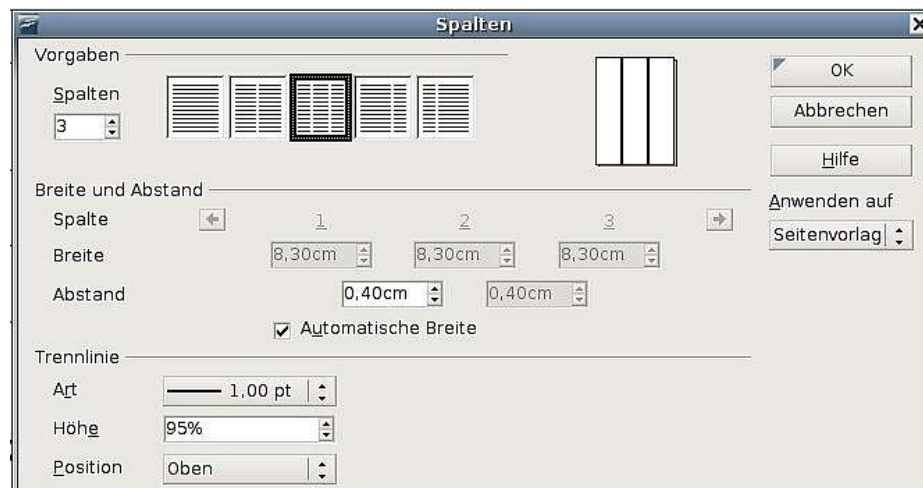 Spalten
Vorgaben
OK
Spalten
Abbrechen
3
Hilfe
Breite und Abstand
Anwenden auf
Spalte 1 2 3
Seitenvorlag
Breite 8,30cm 8,30cm 8,30cm
Abstand 0,40cm 0,40cm
Automatische Breite
Trennlinie
Art 1,00 pt
Höhe 95%
Position Oben